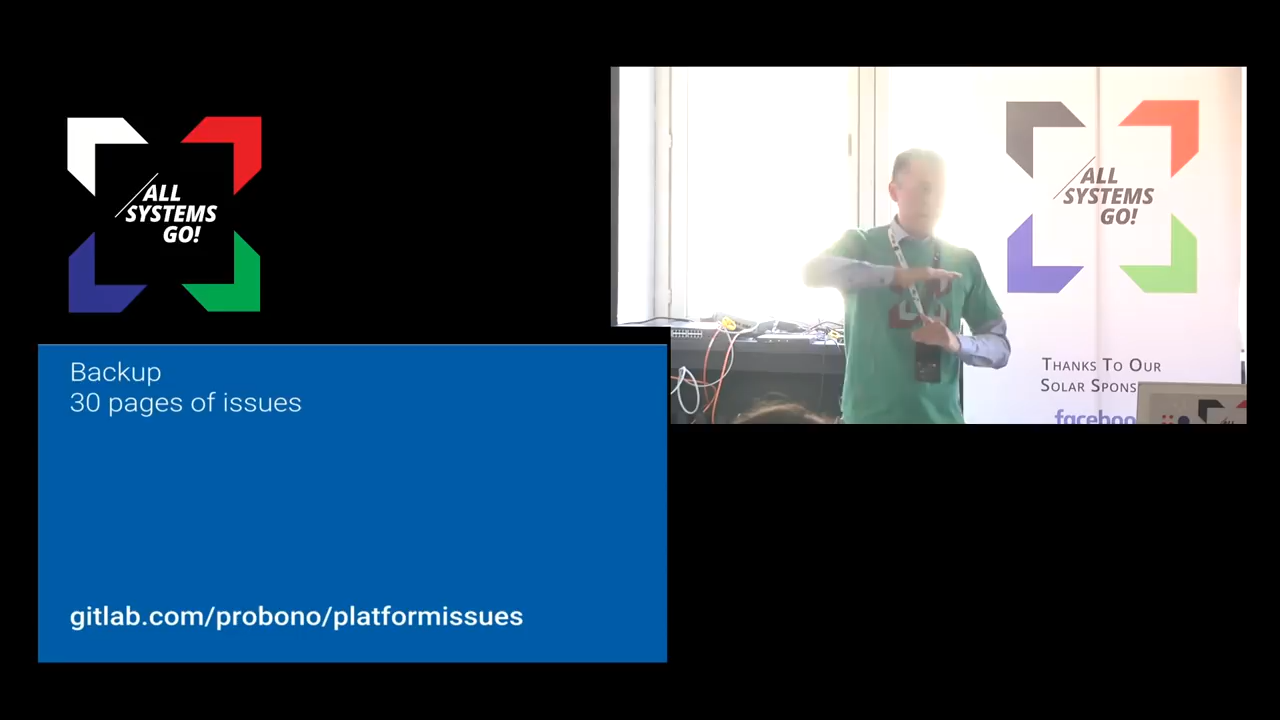 ALL
SYSTEMS
GO!
Backup
30 pages of issues
gitlab.com/probono/platformissues
ALL
SYSTEMS
GO!
THANKS TO OUR
SOLAR SPONS
faceboo